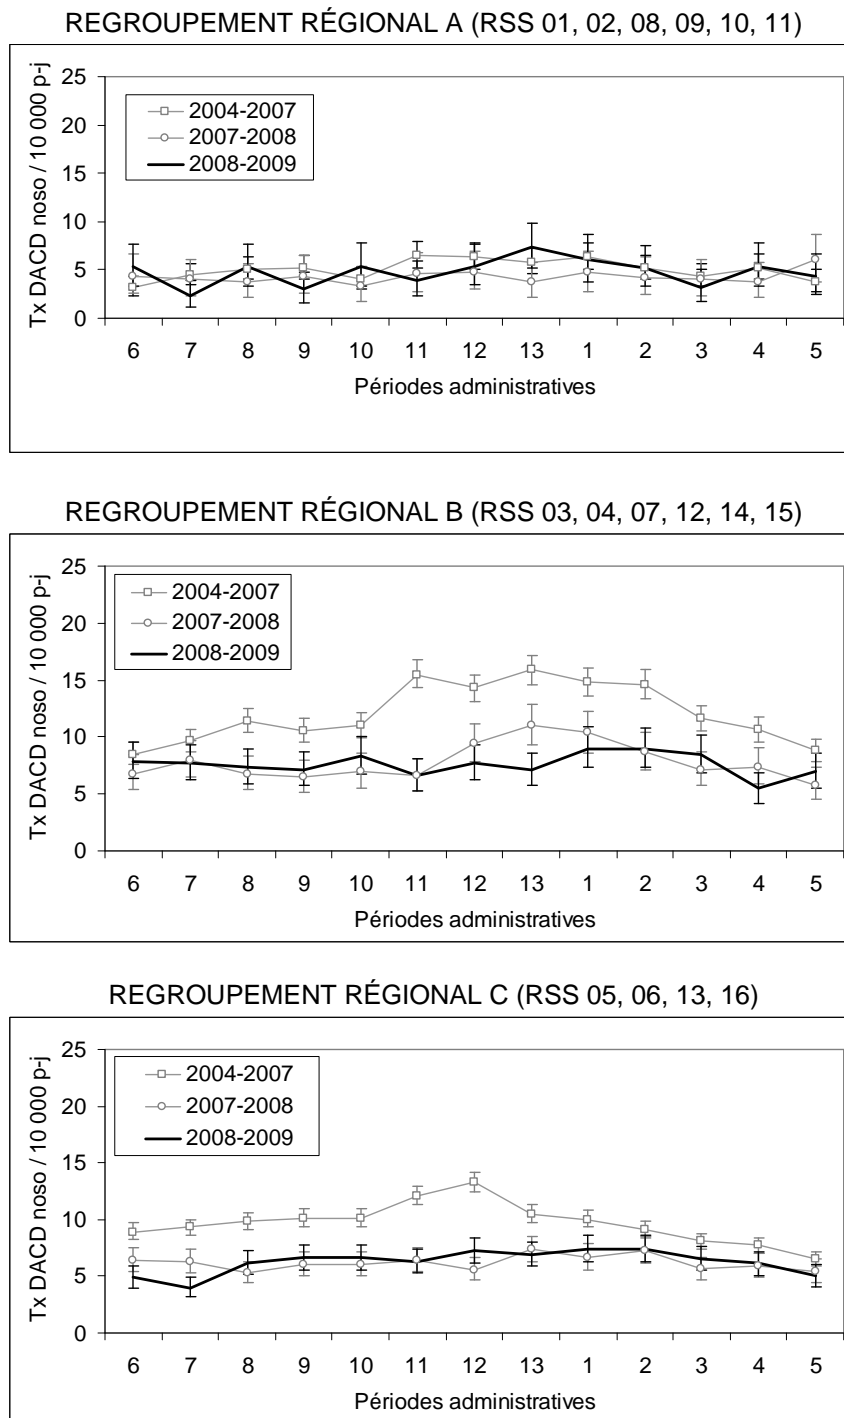 REGROUPEMENT RÉGIONAL A (RSS 01, 02, 08, 09, 10, 11)
25
20
15
10
5
0
Tx DACD noso / 10 000 p-j
2004-2007
2007-2008
2008-2009
6 7 8 9 10 11 12 13 1 2 3 4 5
Périodes administratives
REGROUPEMENT RÉGIONAL B (RSS 03, 04, 07, 12, 14, 15)
25
20
15
10
5
0
Tx DACD noso / 10 000 p-j
2004-2007
2007-2008
2008-2009
6 7 8 9 10 11 12 13 1 2 3 4 5
Périodes administratives
REGROUPEMENT RÉGIONAL C (RSS 05, 06, 13, 16)
25
20
15
10
5
0
Tx DACD noso / 10 000 p-j
2004-2007
2007-2008
2008-2009
6 7 8 9 10 11 12 13 1 2 3 4 5
Périodes administratives